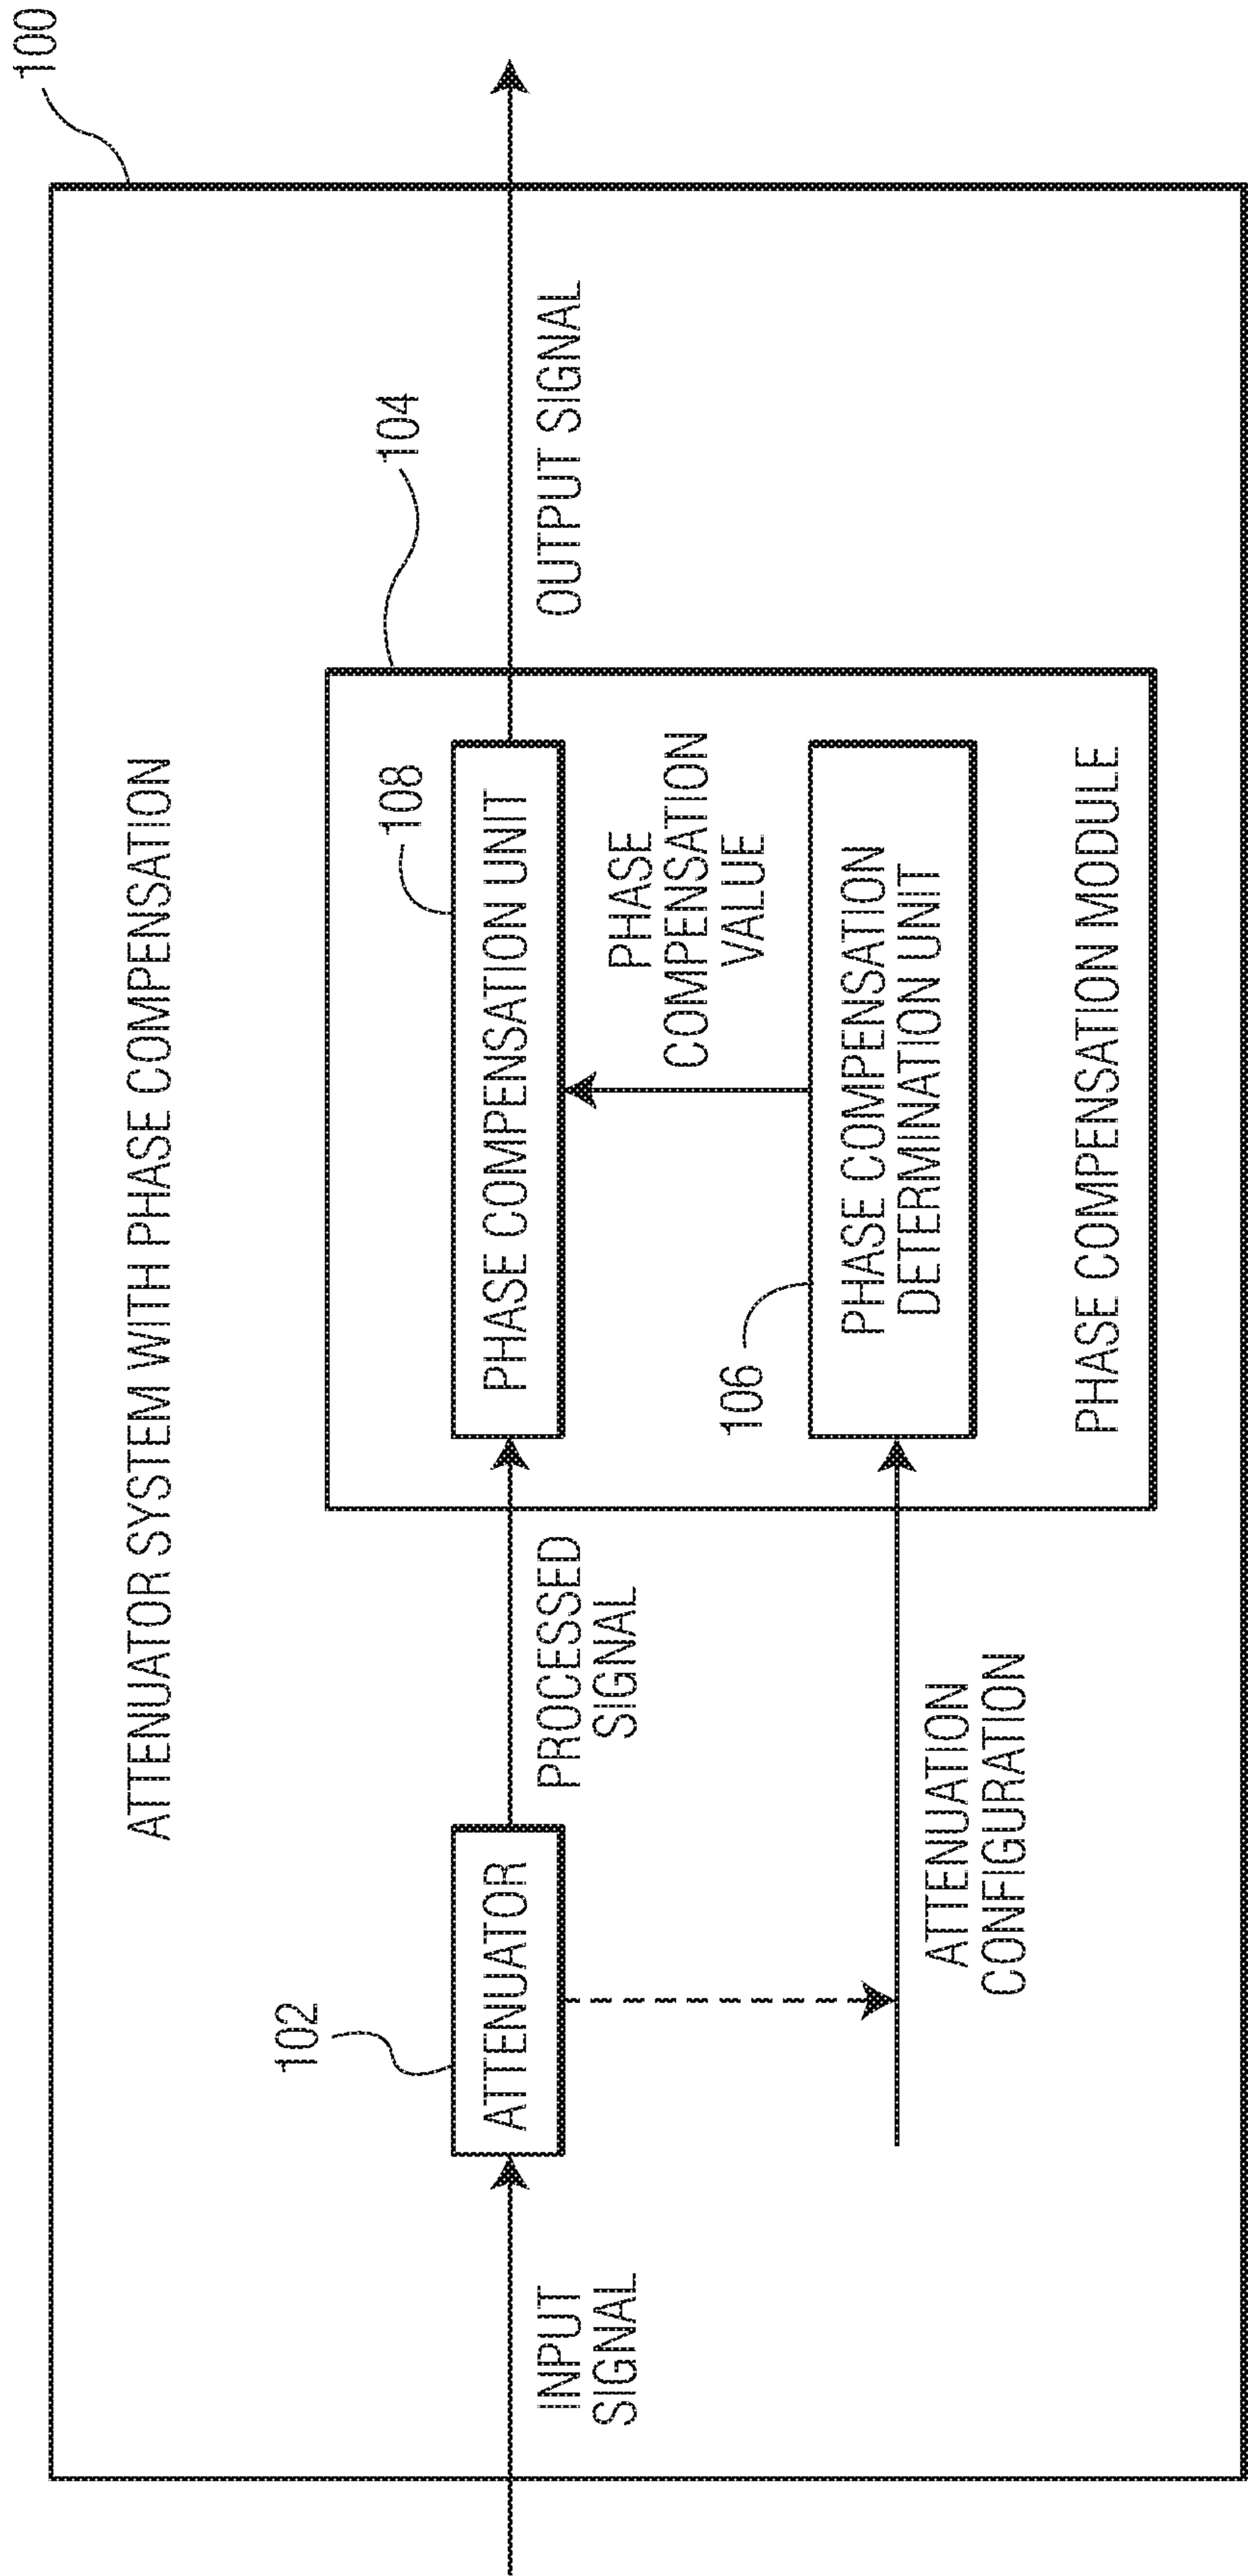 100
ATTENUATOR SYSTEM WITH PHASE COMPENSATION
104
102
108
INPUT
SIGNAL
ATTENUATOR
PROCESSED
SIGNAL
PHASE COMPENSATION UNIT
OUTPUT SIGNAL
PHASE
COMPENSATION
VALUE
106
ATTENUATION
CONFIGURATION
PHASE COMPENSATION
DETERMINATION UNIT
PHASE COMPENSATION MODULE